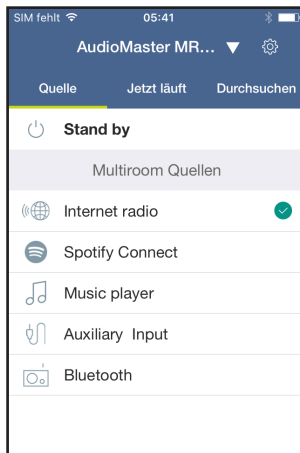 SIM fehlt 05:41
AudioMaster MR... ▼
Quelle Jetzt läuft Durchsuchen
Stand by
Multiroom Quellen
Internet radio
Spotify Connect
Music player
Auxiliary Input
Bluetooth